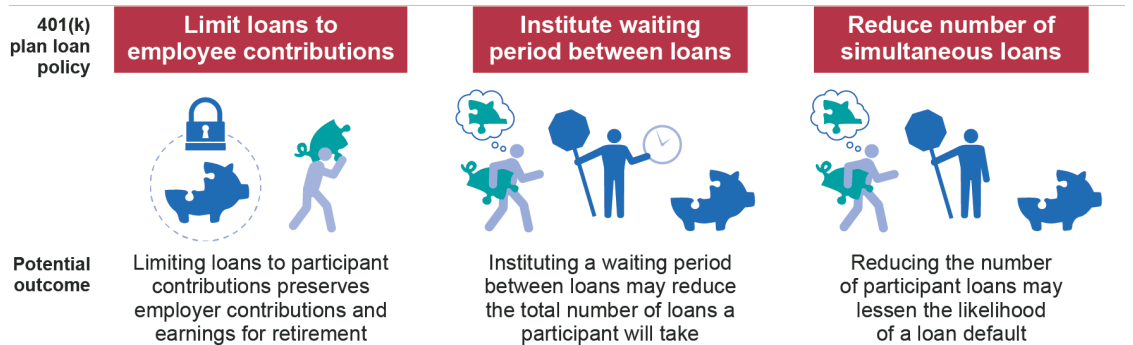 401(k)
plan loan
policy
Limit loans to
employee contributions
Institute waiting
period between loans
Reduce number of
simultaneous loans
Potential
outcome
Limiting loans to participant
contributions preserves
employer contributions and
earnings for retirement
Instituting a waiting period
between loans may reduce
the total number of loans a
participant will take
Reducing the number
of participant loans may
lessen the likelihood
of a loan default